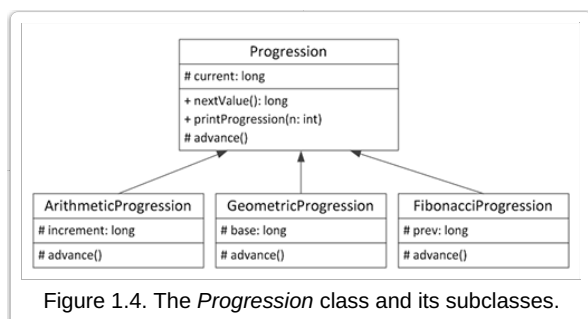 Progression
# current: long
+ nextValue(): long
+ printProgression(n: int)
# advance()
ArithmeticProgression
# increment: long
# advance()
GeometricProgression
# base: long
# advance()
FibonacciProgression
# prev: long
# advance()
Figure 1.4. The Progression class and its subclasses.